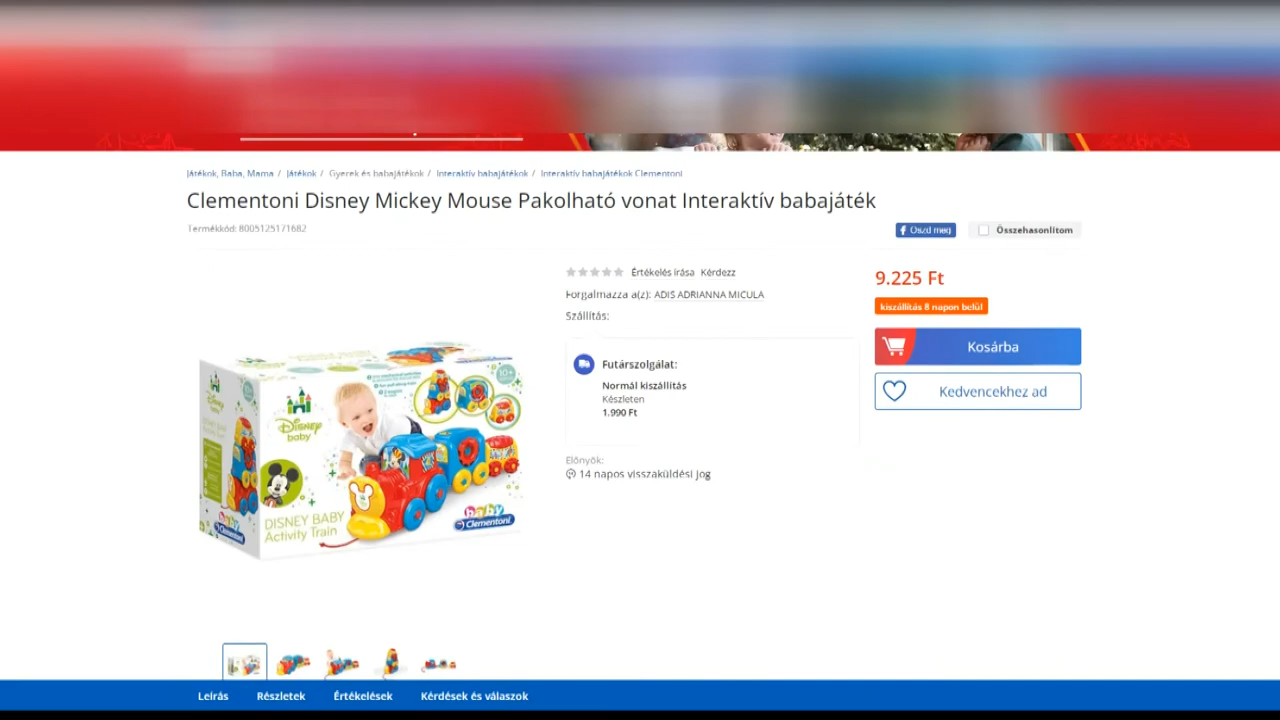 Játékok, Baba, Mama / Játékok / Gyerek és babajátékok / Interaktív babajátékok / Interaktív babajátékok Clementoni
Clementoni Disney Mickey Mouse Pakolható vonat Interaktív babajáték
Termékkód: 8005125171682
Oszd meg
Összehasonlítom
Értékelés írása Kérdezz
9.225 Ft
Forgalmazza a(z): ADIS ADRIANNA MICULA
kiszállítás 8 napon belül
Szállítás:
Kosárba
Futárszolgálat:
Normál kiszállítás
Készleten
1.990 Ft
Kedvencekhez ad
Előnyök:
14 napos visszaküldési jog
10+
Disney
baby
DISNEY BABY
Activity Train
baby
Clementoni
Leírás Részletek Értékelések Kérdések és válaszok